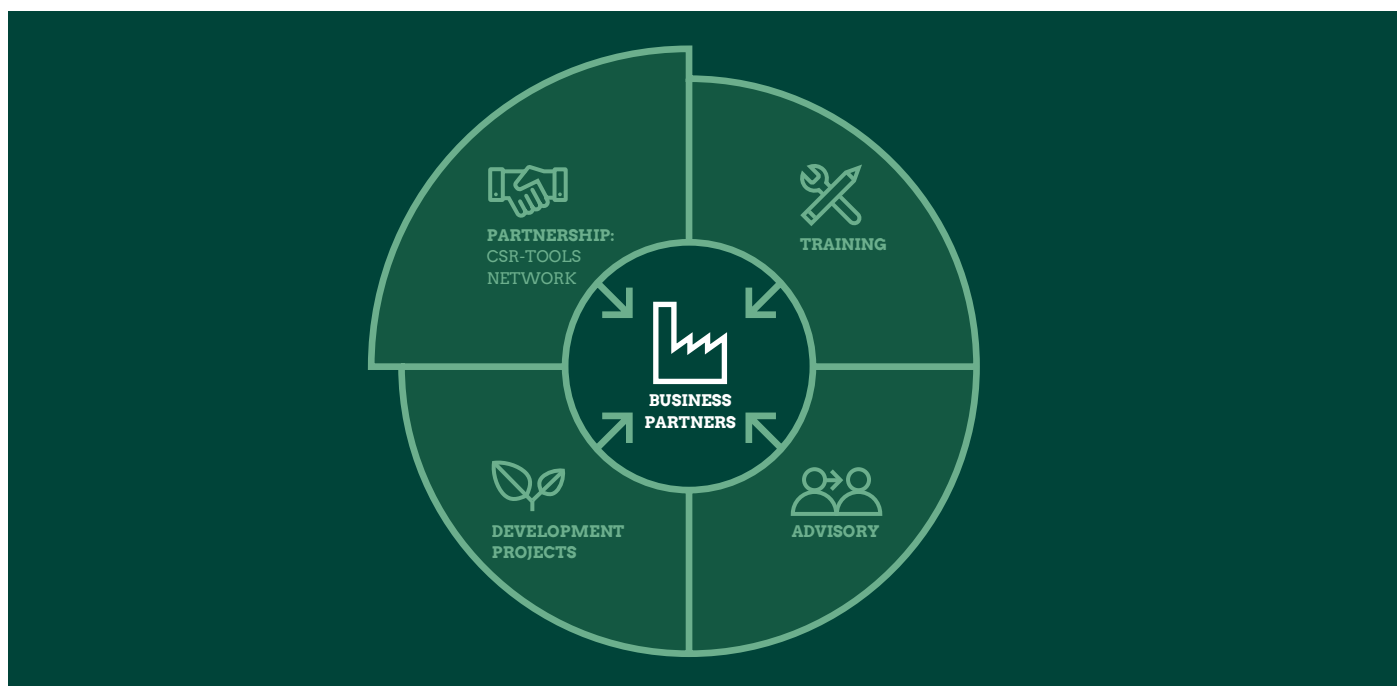 PARTNERSHIP:
CSR-TOOLS
NETWORK
TRAINING
BUSINESS
PARTNERS
DEVELOPMENT
PROJECTS
ADVISORY